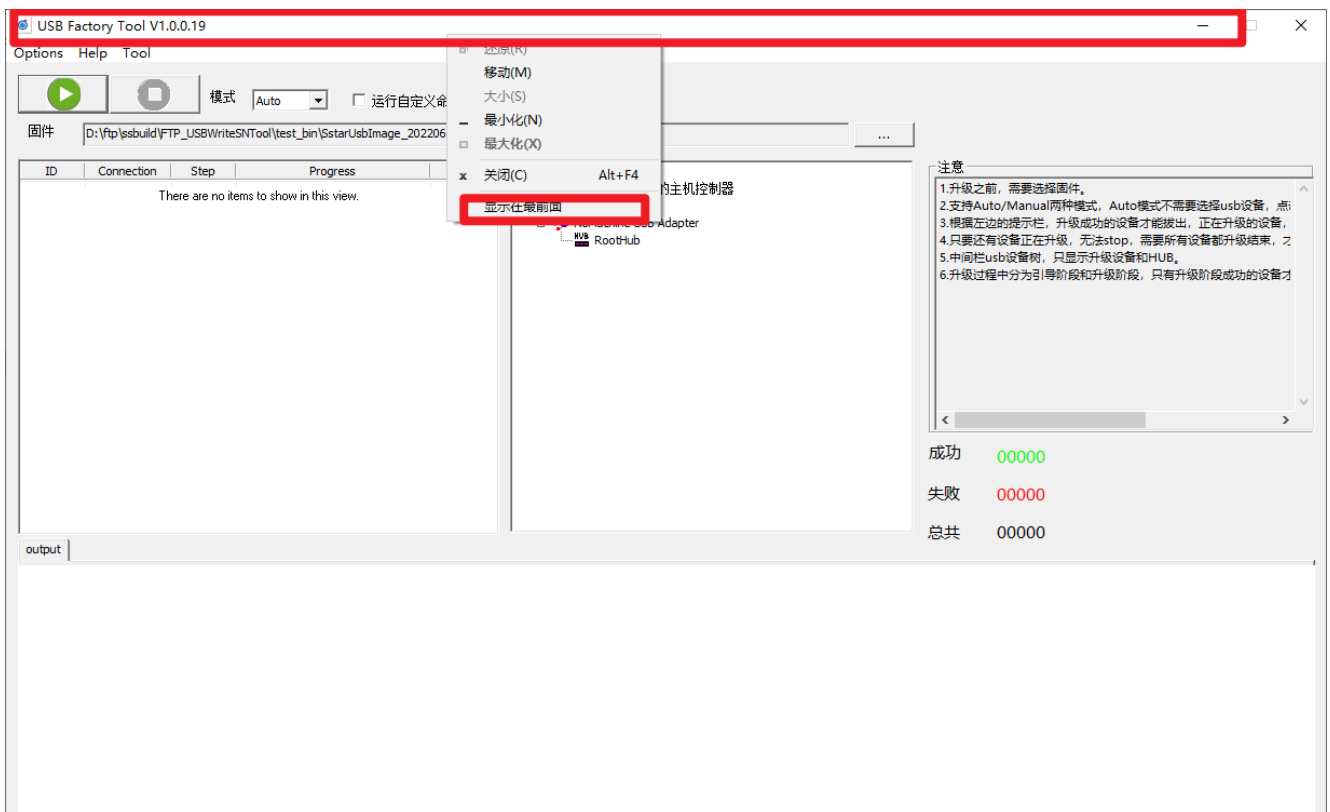 USB Factory Tool V1.0.0.19
Options Help Tool
还原(R)
移动(M)
大小(S)
最小化(N)
最大化(X)
关闭(C) Alt+F4
显示在最前面
模式 Auto 运行自定义命
固件 D:\ftp\ssbuild\FTP_USBWriteSNTool\test_bin\SstarUsbImage_202206 ...
ID Connection Step Progress
There are no items to show in this view.
的主机控制器
USB Adapter
HUB RootHub
注意
1.升级之前，需要选择固件。
2.支持Auto/Manual两种模式，Auto模式不需要选择usb设备，点
3.根据左边的提示栏，升级成功的设备才能拔出，正在升级的设备，
4.只要还有设备正在升级，无法stop，需要所有设备都升级结束，才
5.中间栏usb设备树，只显示升级设备和HUB。
6.升级过程中分为引导阶段和升级阶段，只有升级阶段成功的设备才
成功 00000
失败 00000
总共 00000
output